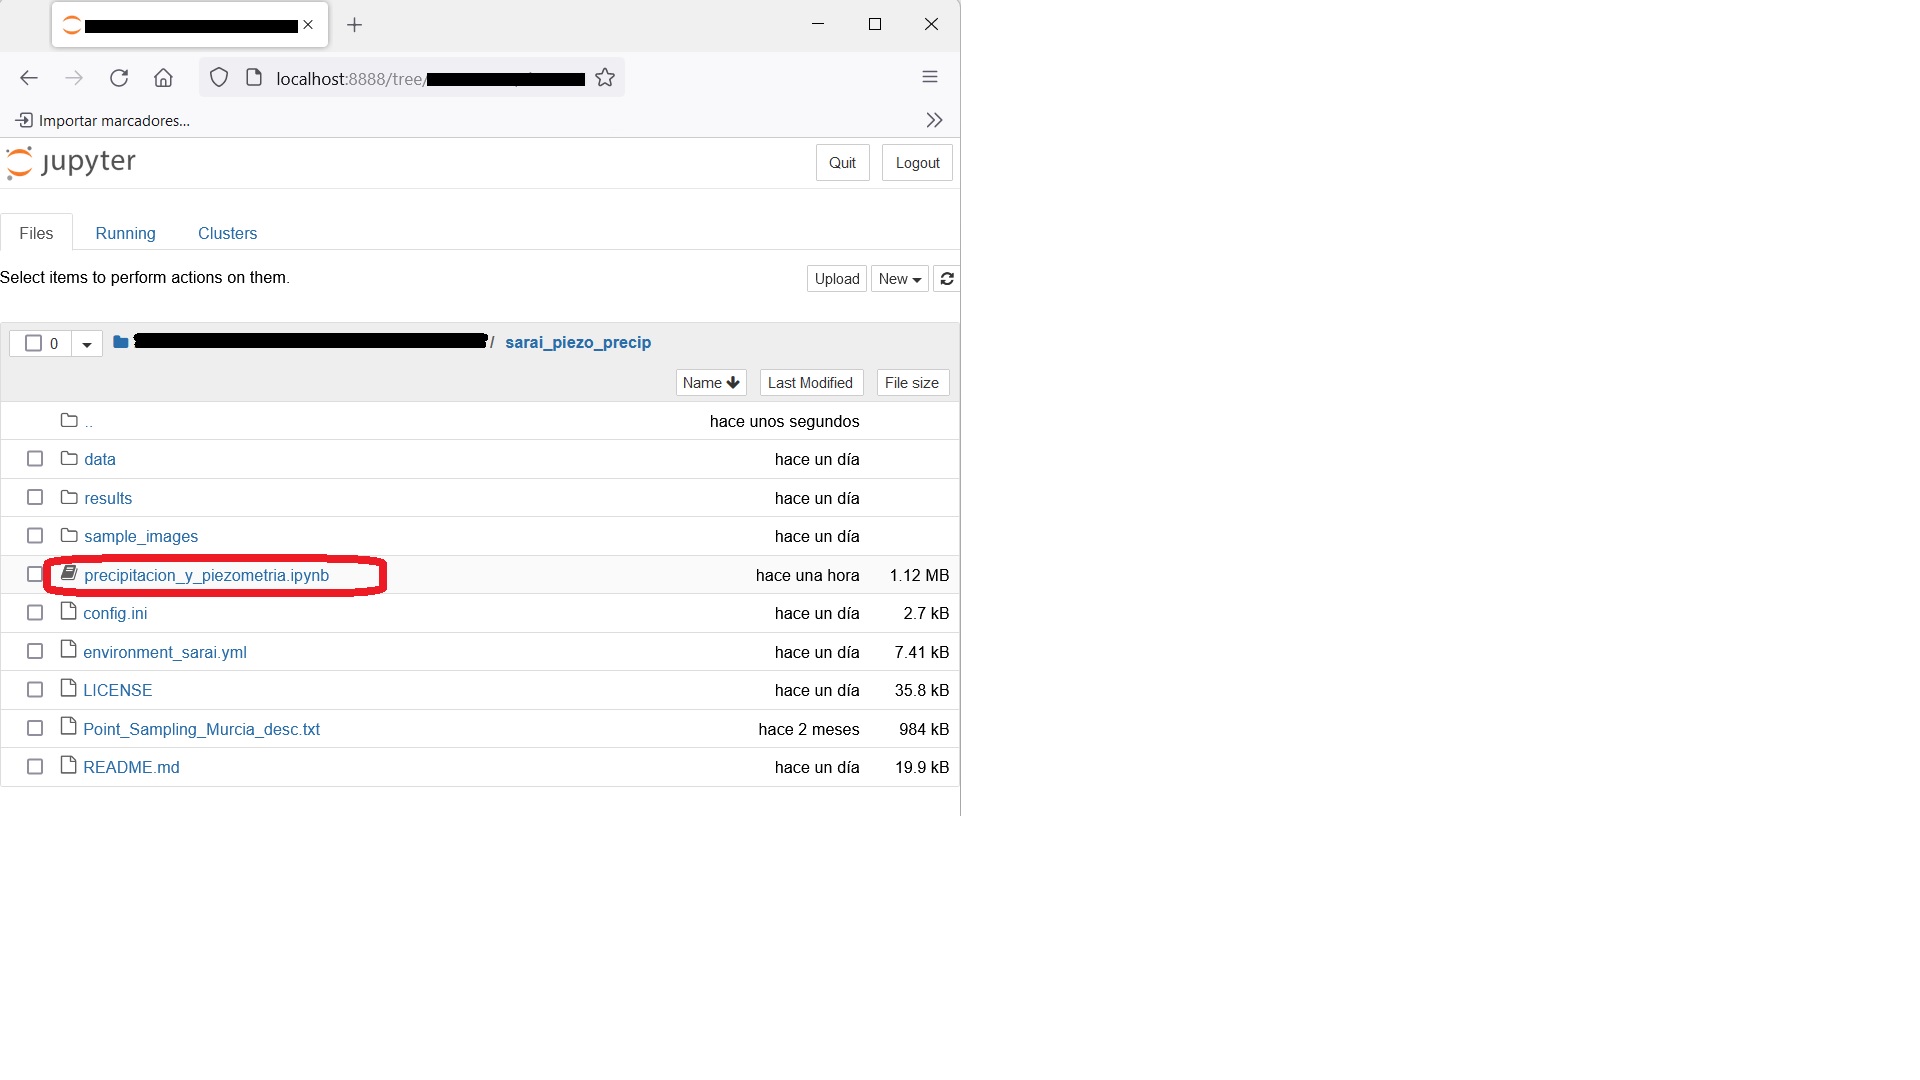 localhost:8888/tree/
Importar marcadores...
jupyter
Quit Logout
Files Running Clusters
Select items to perform actions on them.
Upload New
0 / sarai_piezo_precip
Name Last Modified File size
.. hace unos segundos
data hace un día
results hace un día
sample_images hace un día
precipitacion_y_piezometria.ipynb hace una hora 1.12 MB
config.ini hace un día 2.7 kB
environment_sarai.yml hace un día 7.41 kB
LICENSE hace un día 35.8 kB
Point_Sampling_Murcia_desc.txt hace 2 meses 984 kB
README.md hace un día 19.9 kB